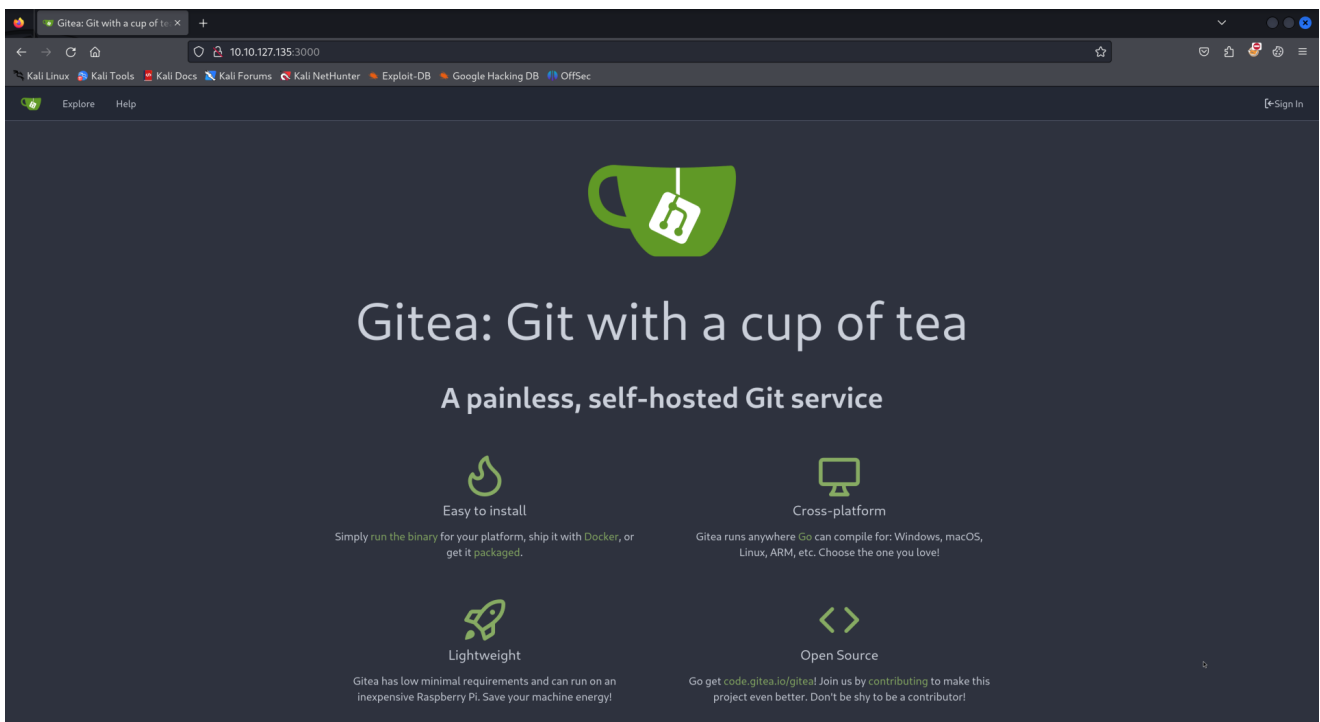 Gitea: Git with a cup of te
10.10.127.135:3000
Kali Linux Kali Tools Kali Docs Kali Forums Kali NetHunter Exploit-DB Google Hacking DB OffSec
Explore Help Sign In
Gitea: Git with a cup of tea
A painless, self-hosted Git service
Easy to install
Simply run the binary for your platform, ship it with Docker, or
get it packaged.
Cross-platform
Gitea runs anywhere Go can compile for: Windows, macOS,
Linux, ARM, etc. Choose the one you love!
Lightweight
Gitea has low minimal requirements and can run on an
inexpensive Raspberry Pi. Save your machine energy!
Open Source
Go get code.gitea.io/gitea! Join us by contributing to make this
project even better. Don't be shy to be a contributor!